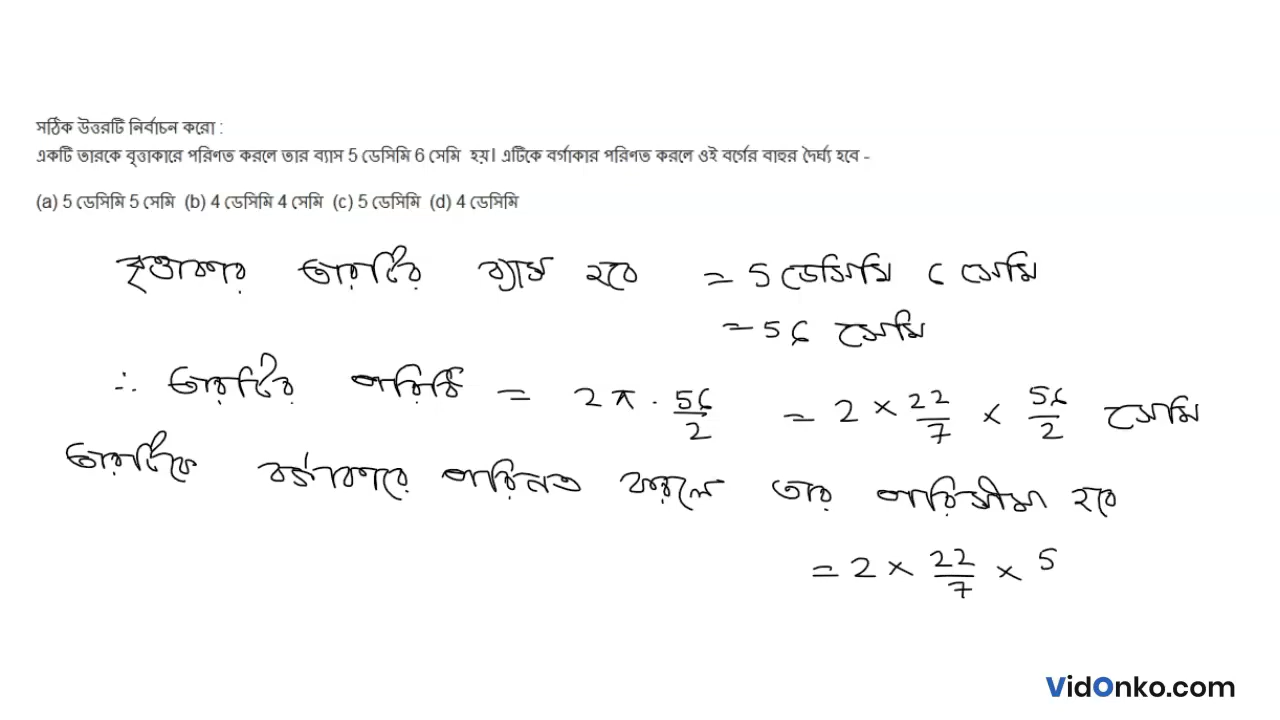 সঠিক উত্তরটি নির্বাচন করো :
একটি তারকে বৃত্তাকারে পরিণত করলে তার ব্যাস 5 ডেসিমি 6 সেমি হয়। এটিকে বর্গাকার পরিণত করলে ওই বর্গের বাহুর দৈর্ঘ্য হবে -
(a) 5 ডেসিমি 5 সেমি (b) 4 ডেসিমি 4 সেমি (c) 5 ডেসিমি (d) 4 ডেসিমি
বৃত্তাকার তারটির ব্যাস হবে = 5 ডেসিমি 6 সেমি
= 56 সেমি
∴ তারটির পরিধি = 2π · 56/2 = 2 × 22/7 × 56/2 সেমি
তারটিকে বর্গাকারে পরিনত করলে তার পরিসীমা হবে
= 2 × 22/7 × 5
VidOnko.com